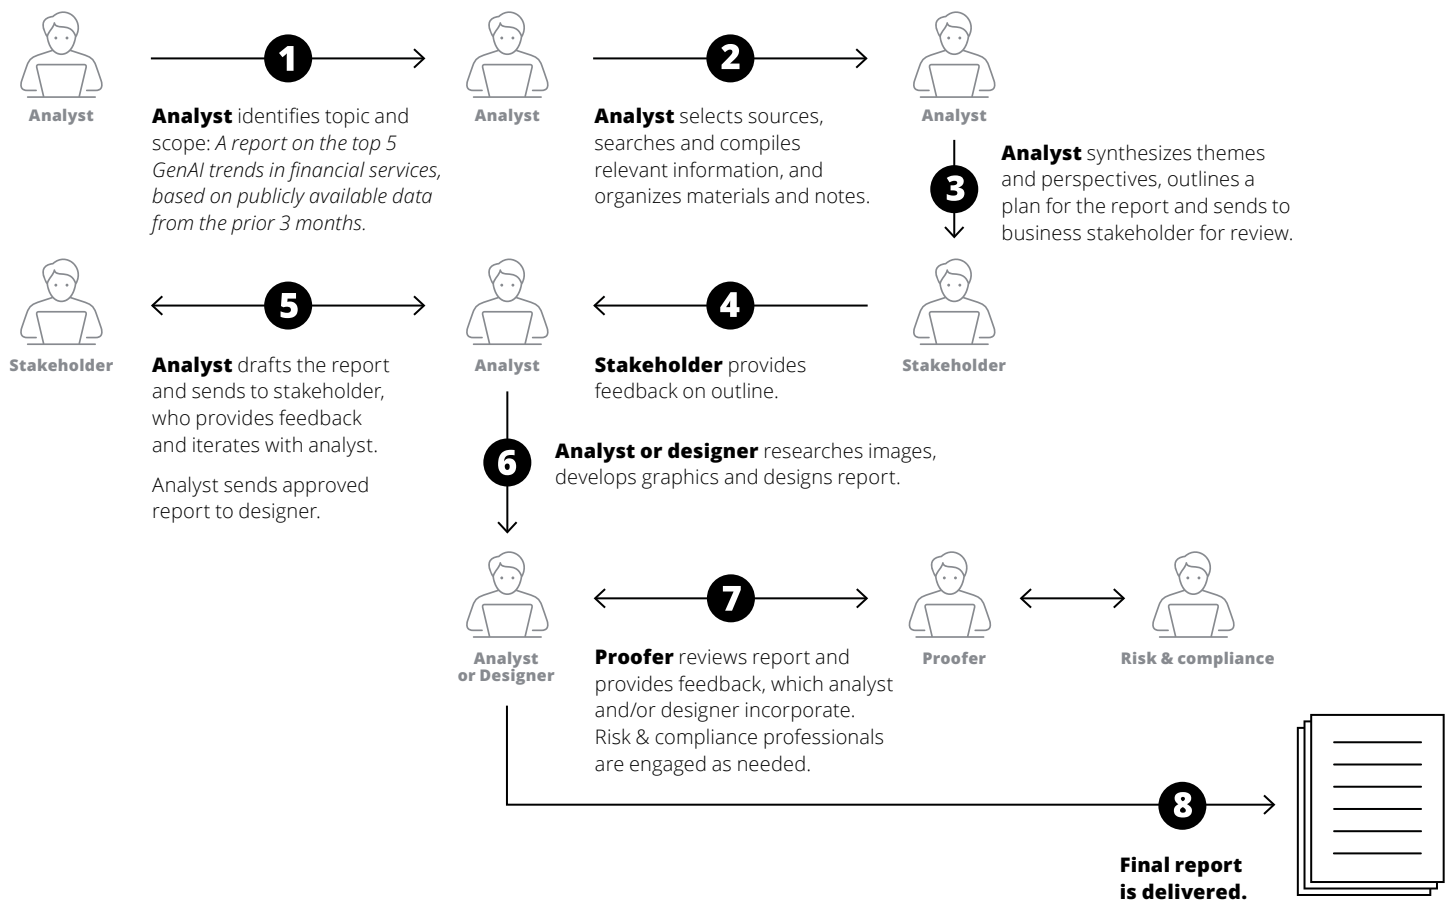 1
2
Analyst
Analyst identifies topic and
scope: A report on the top 5
GenAI trends in financial services,
based on publicly available data
from the prior 3 months.
Analyst
Analyst selects sources,
searches and compiles
relevant information, and
organizes materials and notes.
Analyst
3
Analyst synthesizes themes
and perspectives, outlines a
plan for the report and sends to
business stakeholder for review.
5
4
Stakeholder
Analyst drafts the report
and sends to stakeholder,
who provides feedback
and iterates with analyst.
Analyst sends approved
report to designer.
Analyst
Stakeholder provides
feedback on outline.
Stakeholder
6
Analyst or designer researches images,
develops graphics and designs report.
7
Analyst
or Designer
Proofer reviews report and
provides feedback, which analyst
and/or designer incorporate.
Risk & compliance professionals
are engaged as needed.
Proofer
Risk & compliance
8
Final report
is delivered.